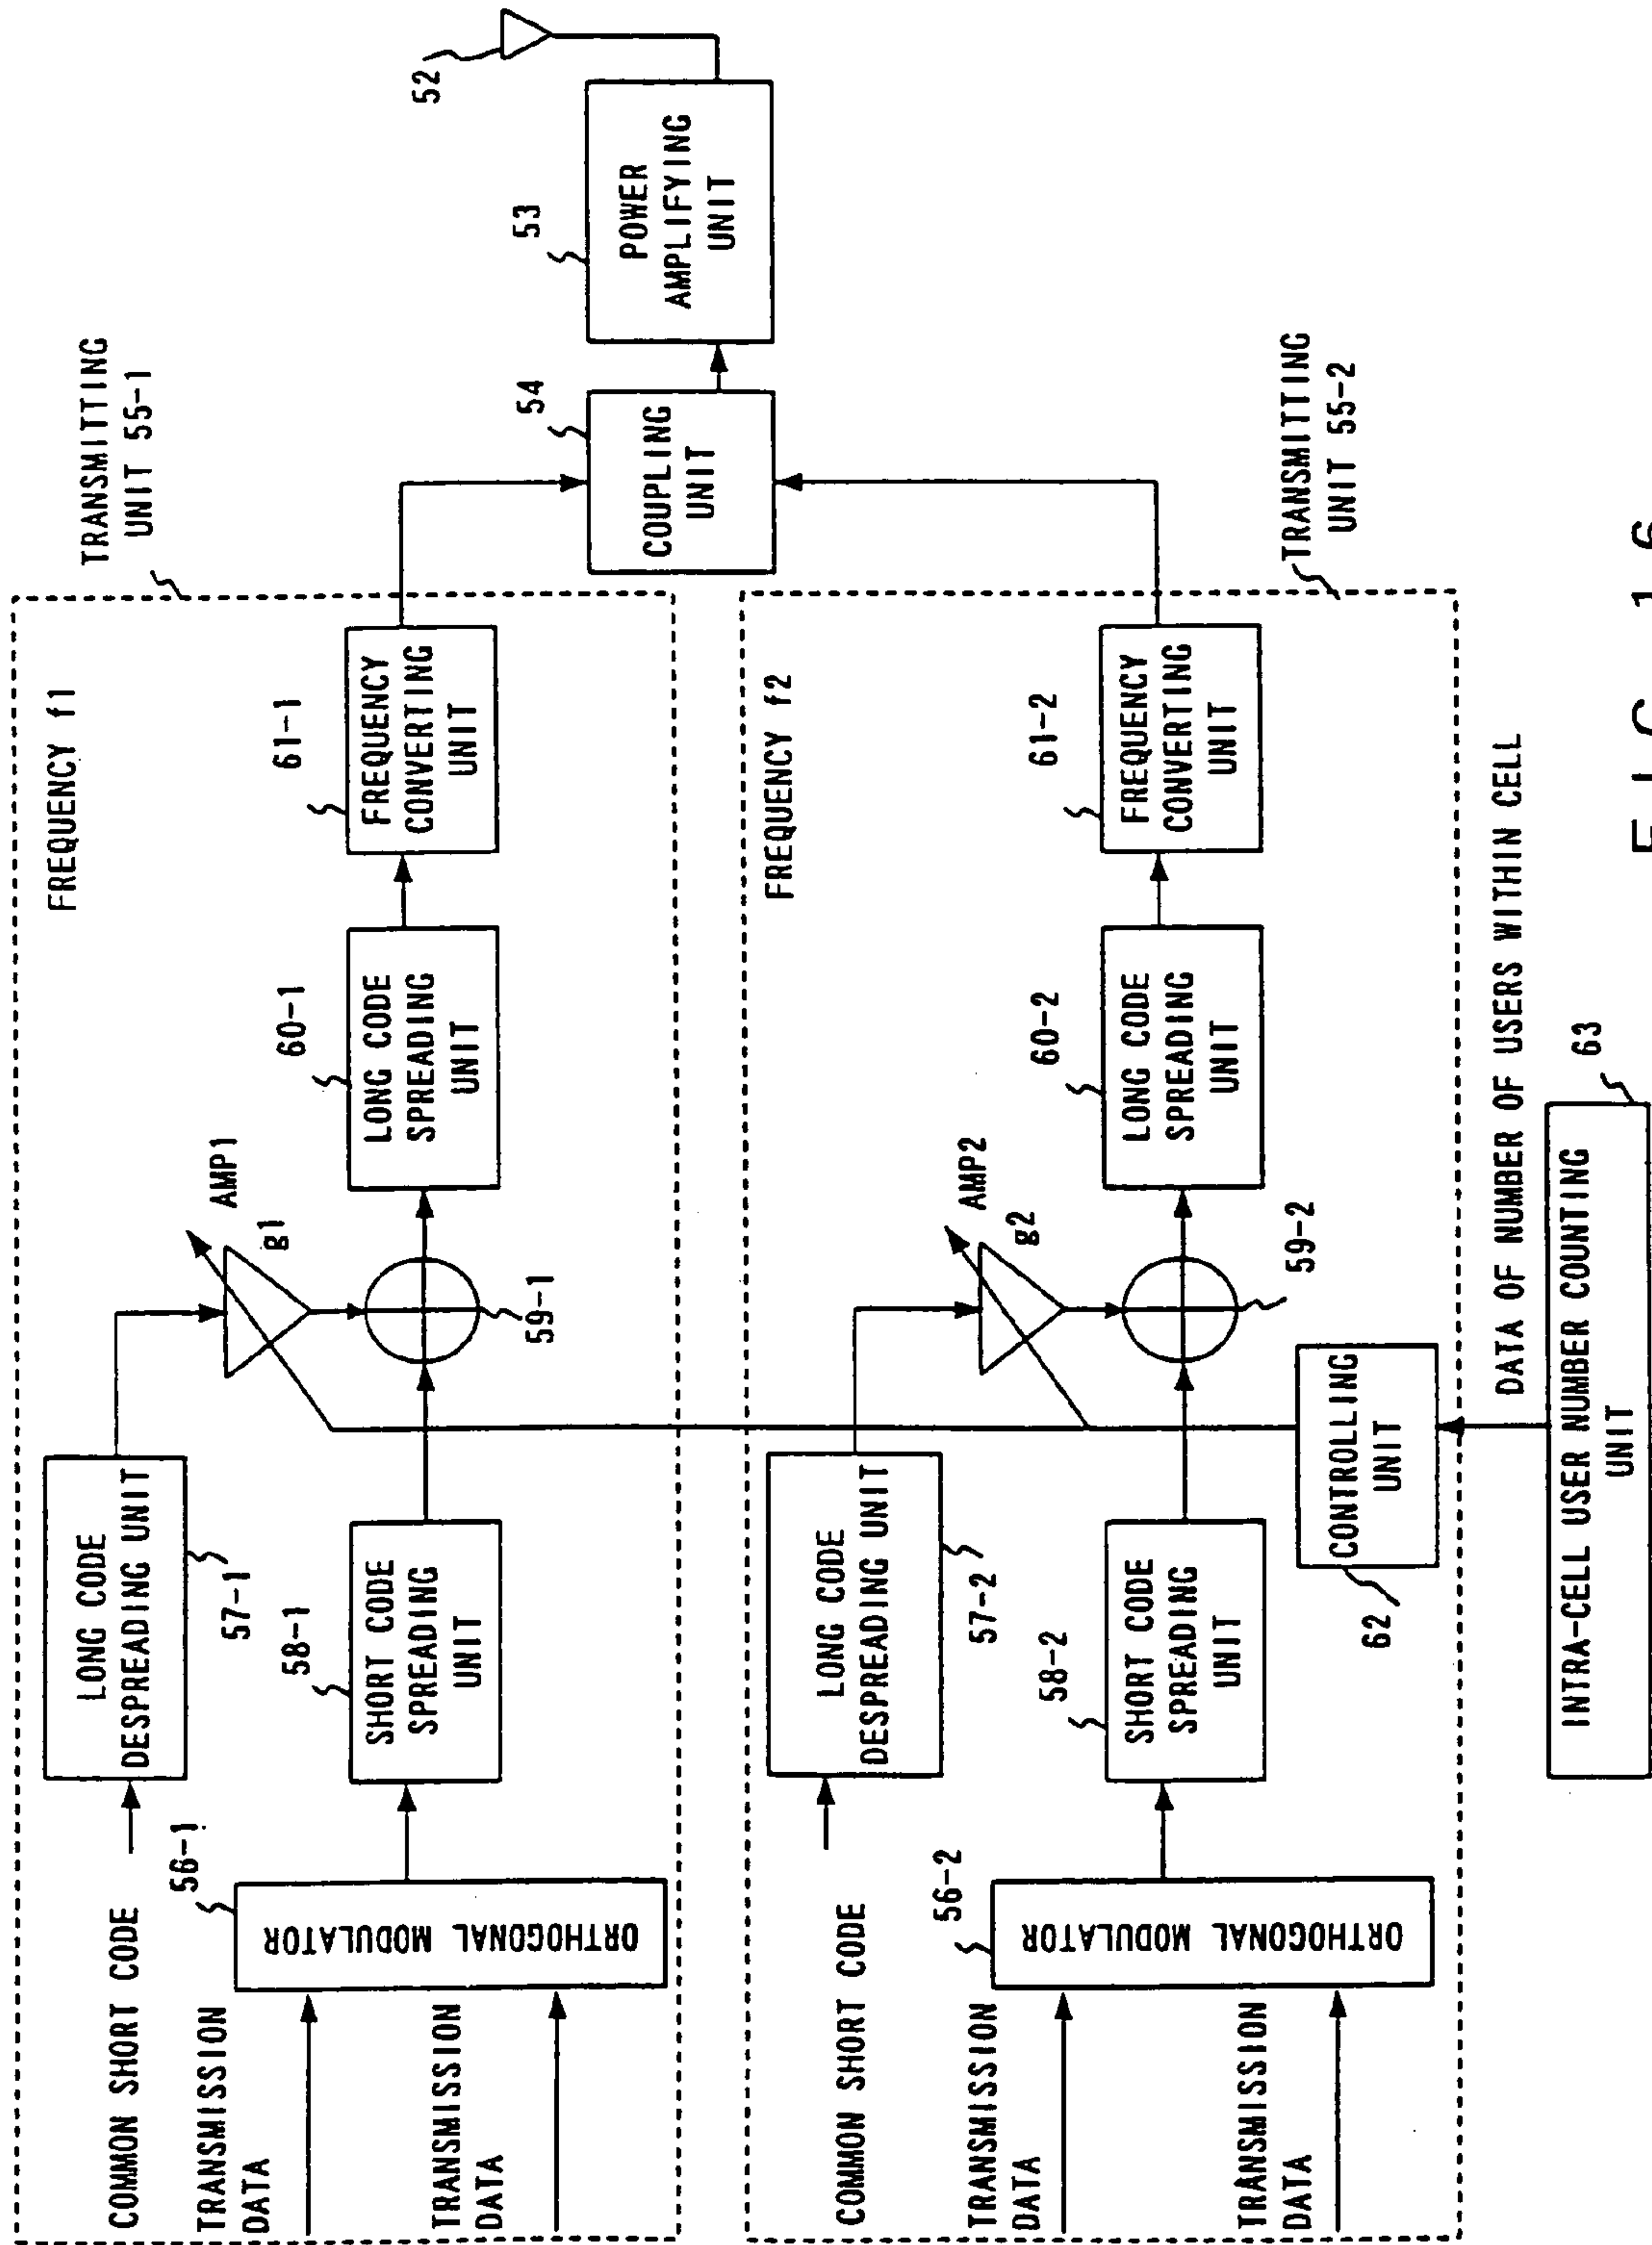 FREQUENCY f1
TRANSMITTING
UNIT 55-1
COMMON SHORT CODE
LONG CODE
DESPREADING UNIT
57-1
AMP1
g1
TRANSMISSION
DATA
TRANSMISSION
DATA
56-1
ORTHOGONAL MODULATOR
58-1
SHORT CODE
SPREADING
UNIT
59-1
60-1
LONG CODE
SPREADING
UNIT
61-1
FREQUENCY
CONVERTING
UNIT
54
COUPLING
UNIT
53
POWER
AMPLIFYING
UNIT
52
FREQUENCY f2
TRANSMITTING
UNIT 55-2
COMMON SHORT CODE
LONG CODE
DESPREADING UNIT
57-2
AMP2
g2
TRANSMISSION
DATA
TRANSMISSION
DATA
56-2
ORTHOGONAL MODULATOR
58-2
SHORT CODE
SPREADING
UNIT
59-2
60-2
LONG CODE
SPREADING
UNIT
61-2
FREQUENCY
CONVERTING
UNIT
CONTROLLING
UNIT
62
DATA OF NUMBER OF USERS WITHIN CELL
INTRA-CELL USER NUMBER COUNTING
UNIT
63
FIG. 16